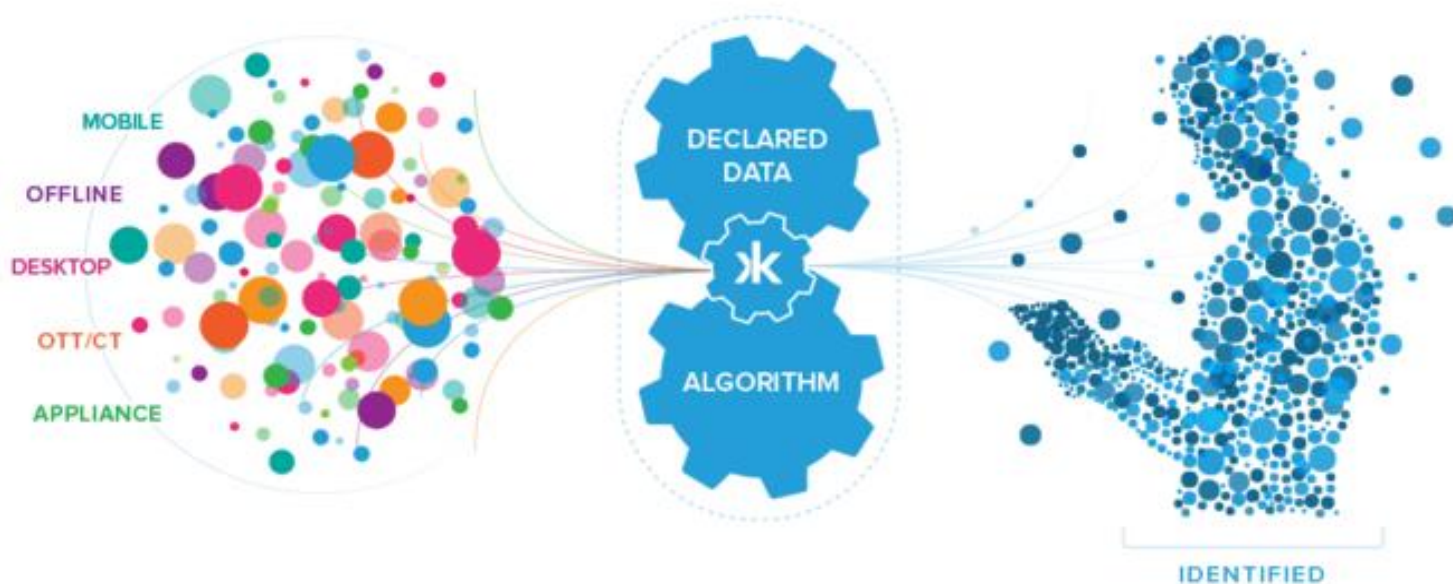 MOBILE
OFFLINE
DESKTOP
OTT/CT
APPLIANCE
DECLARED
DATA
ALGORITHM
IDENTIFIED